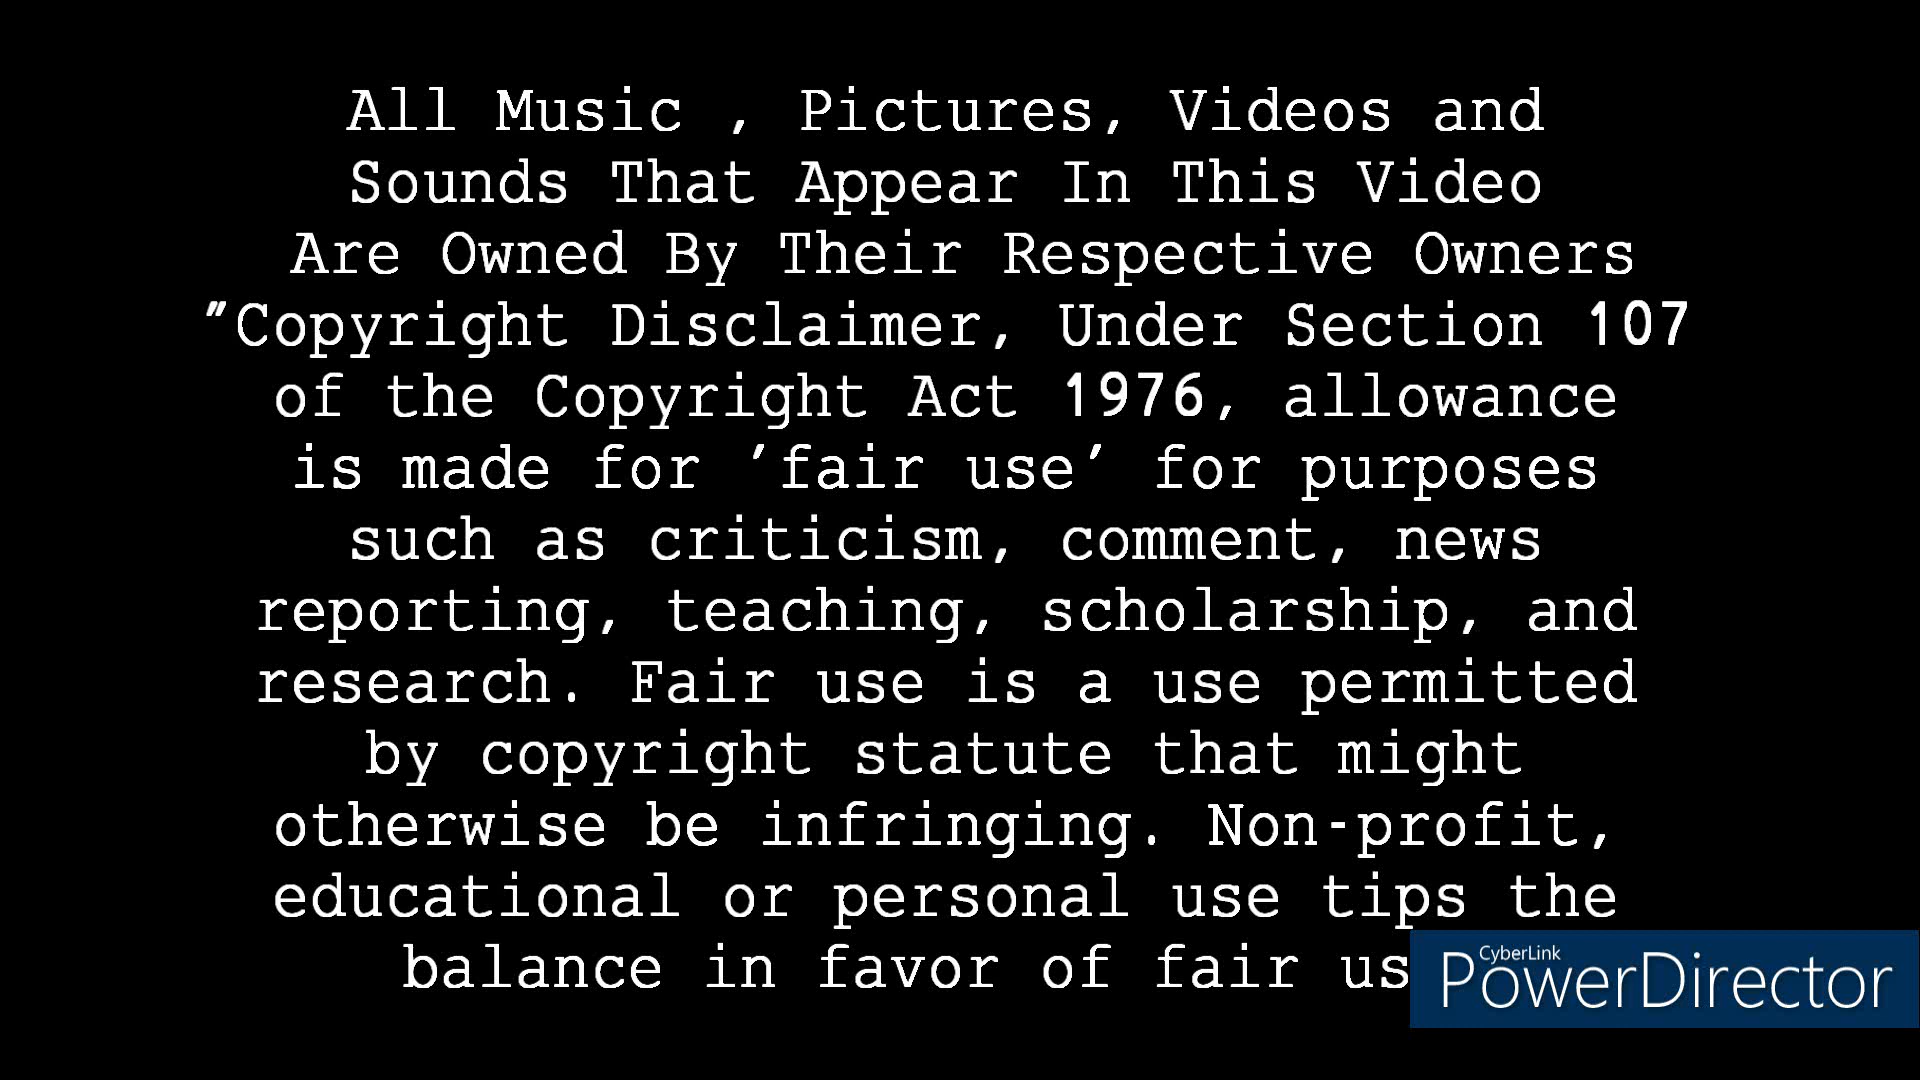 All Music , Pictures, Videos and
Sounds That Appear In This Video
Are Owned By Their Respective Owners
"Copyright Disclaimer, Under Section 107
of the Copyright Act 1976, allowance
is made for 'fair use' for purposes
such as criticism, comment, news
reporting, teaching, scholarship, and
research. Fair use is a use permitted
by copyright statute that might
otherwise be infringing. Non-profit,
educational or personal use tips the
balance in favor of fair us
CyberLink
PowerDirector